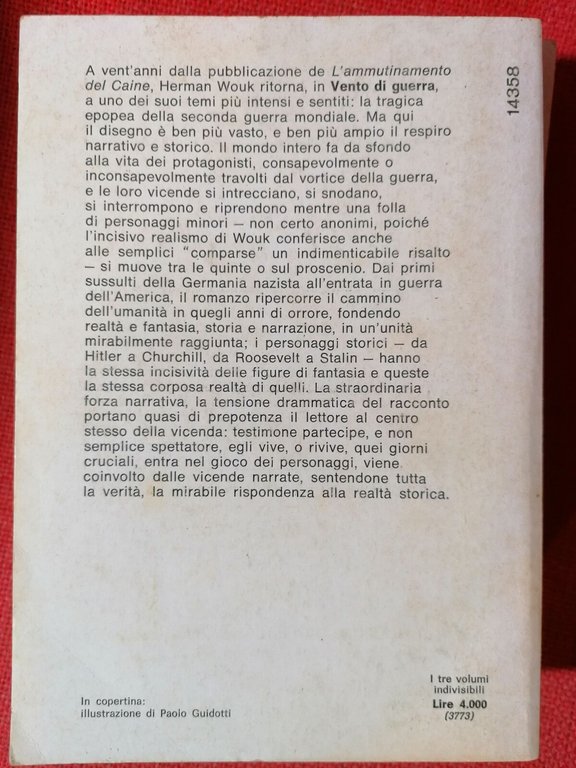 A vent'anni dalla pubblicazione de L'ammutinamento
del Caine, Herman Wouk ritorna, in Vento di guerra,
a uno dei suoi temi più intensi e sentiti: la tragica
epopea della seconda guerra mondiale. Ma qui
il disegno è ben più vasto, e ben più ampio il respiro
narrativo e storico. Il mondo intero fa da sfondo
alla vita dei protagonisti, consapevolmente o
inconsapevolmente travolti dal vortice della guerra,
e le loro vicende si intrecciano, si snodano,
si interrompono e riprendono mentre una folla
di personaggi minori – non certo anonimi, poiché
l'incisivo realismo di Wouk conferisce anche
alle semplici "comparse" un indimenticabile risalto
– si muove tra le quinte o sul proscenio. Dai primi
sussulti della Germania nazista all'entrata in guerra
dell'America, il romanzo ripercorre il cammino
dell'umanità in quegli anni di orrore, fondendo
realtà e fantasia, storia e narrazione, in un'unità
mirabilmente raggiunta; i personaggi storici – da
Hitler a Churchill, da Roosevelt a Stalin – hanno
la stessa incisività delle figure di fantasia e queste
la stessa corposa realtà di quelli. La straordinaria
forza narrativa, la tensione drammatica del racconto
portano quasi di prepotenza il lettore al centro
stesso della vicenda: testimone partecipe, e non
semplice spettatore, egli vive, o rivive, quei giorni
cruciali, entra nel gioco dei personaggi, viene
coinvolto dalle vicende narrate, sentendone tutta
la verità, la mirabile rispondenza alla realtà storica.
14358
In copertina:
illustrazione di Paolo Guidotti
I tre volumi
indivisibili
Lire 4.000
(3773)